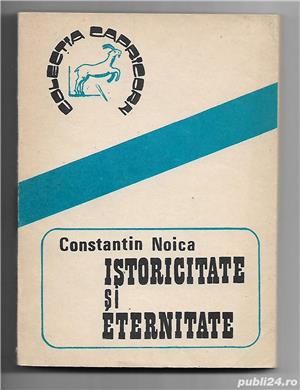 COLECȚIA CAPRICORN
Constantin Noica
ISTORICITATE
ȘI
ETERNITATE
publi24.ro